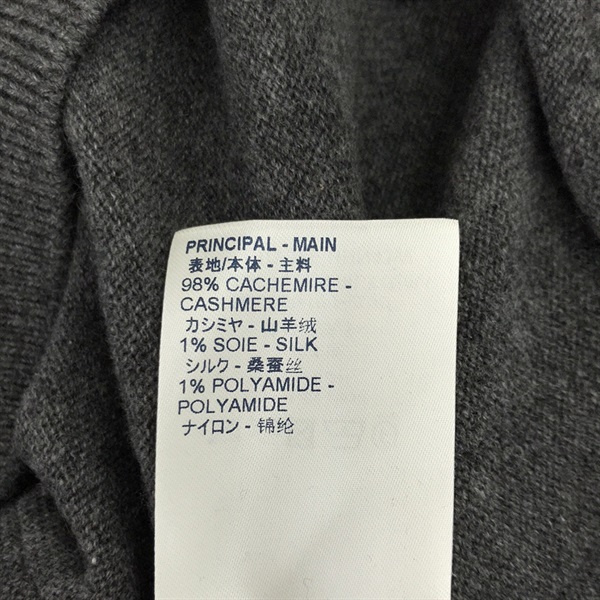 PRINCIPAL - MAIN
表地/本体 - 主料
98% CACHEMIRE -
CASHMERE
カシミヤ - 山羊绒
1% SOIE - SILK
シルク - 桑蚕丝
1% POLYAMIDE -
POLYAMIDE
ナイロン - 锦纶